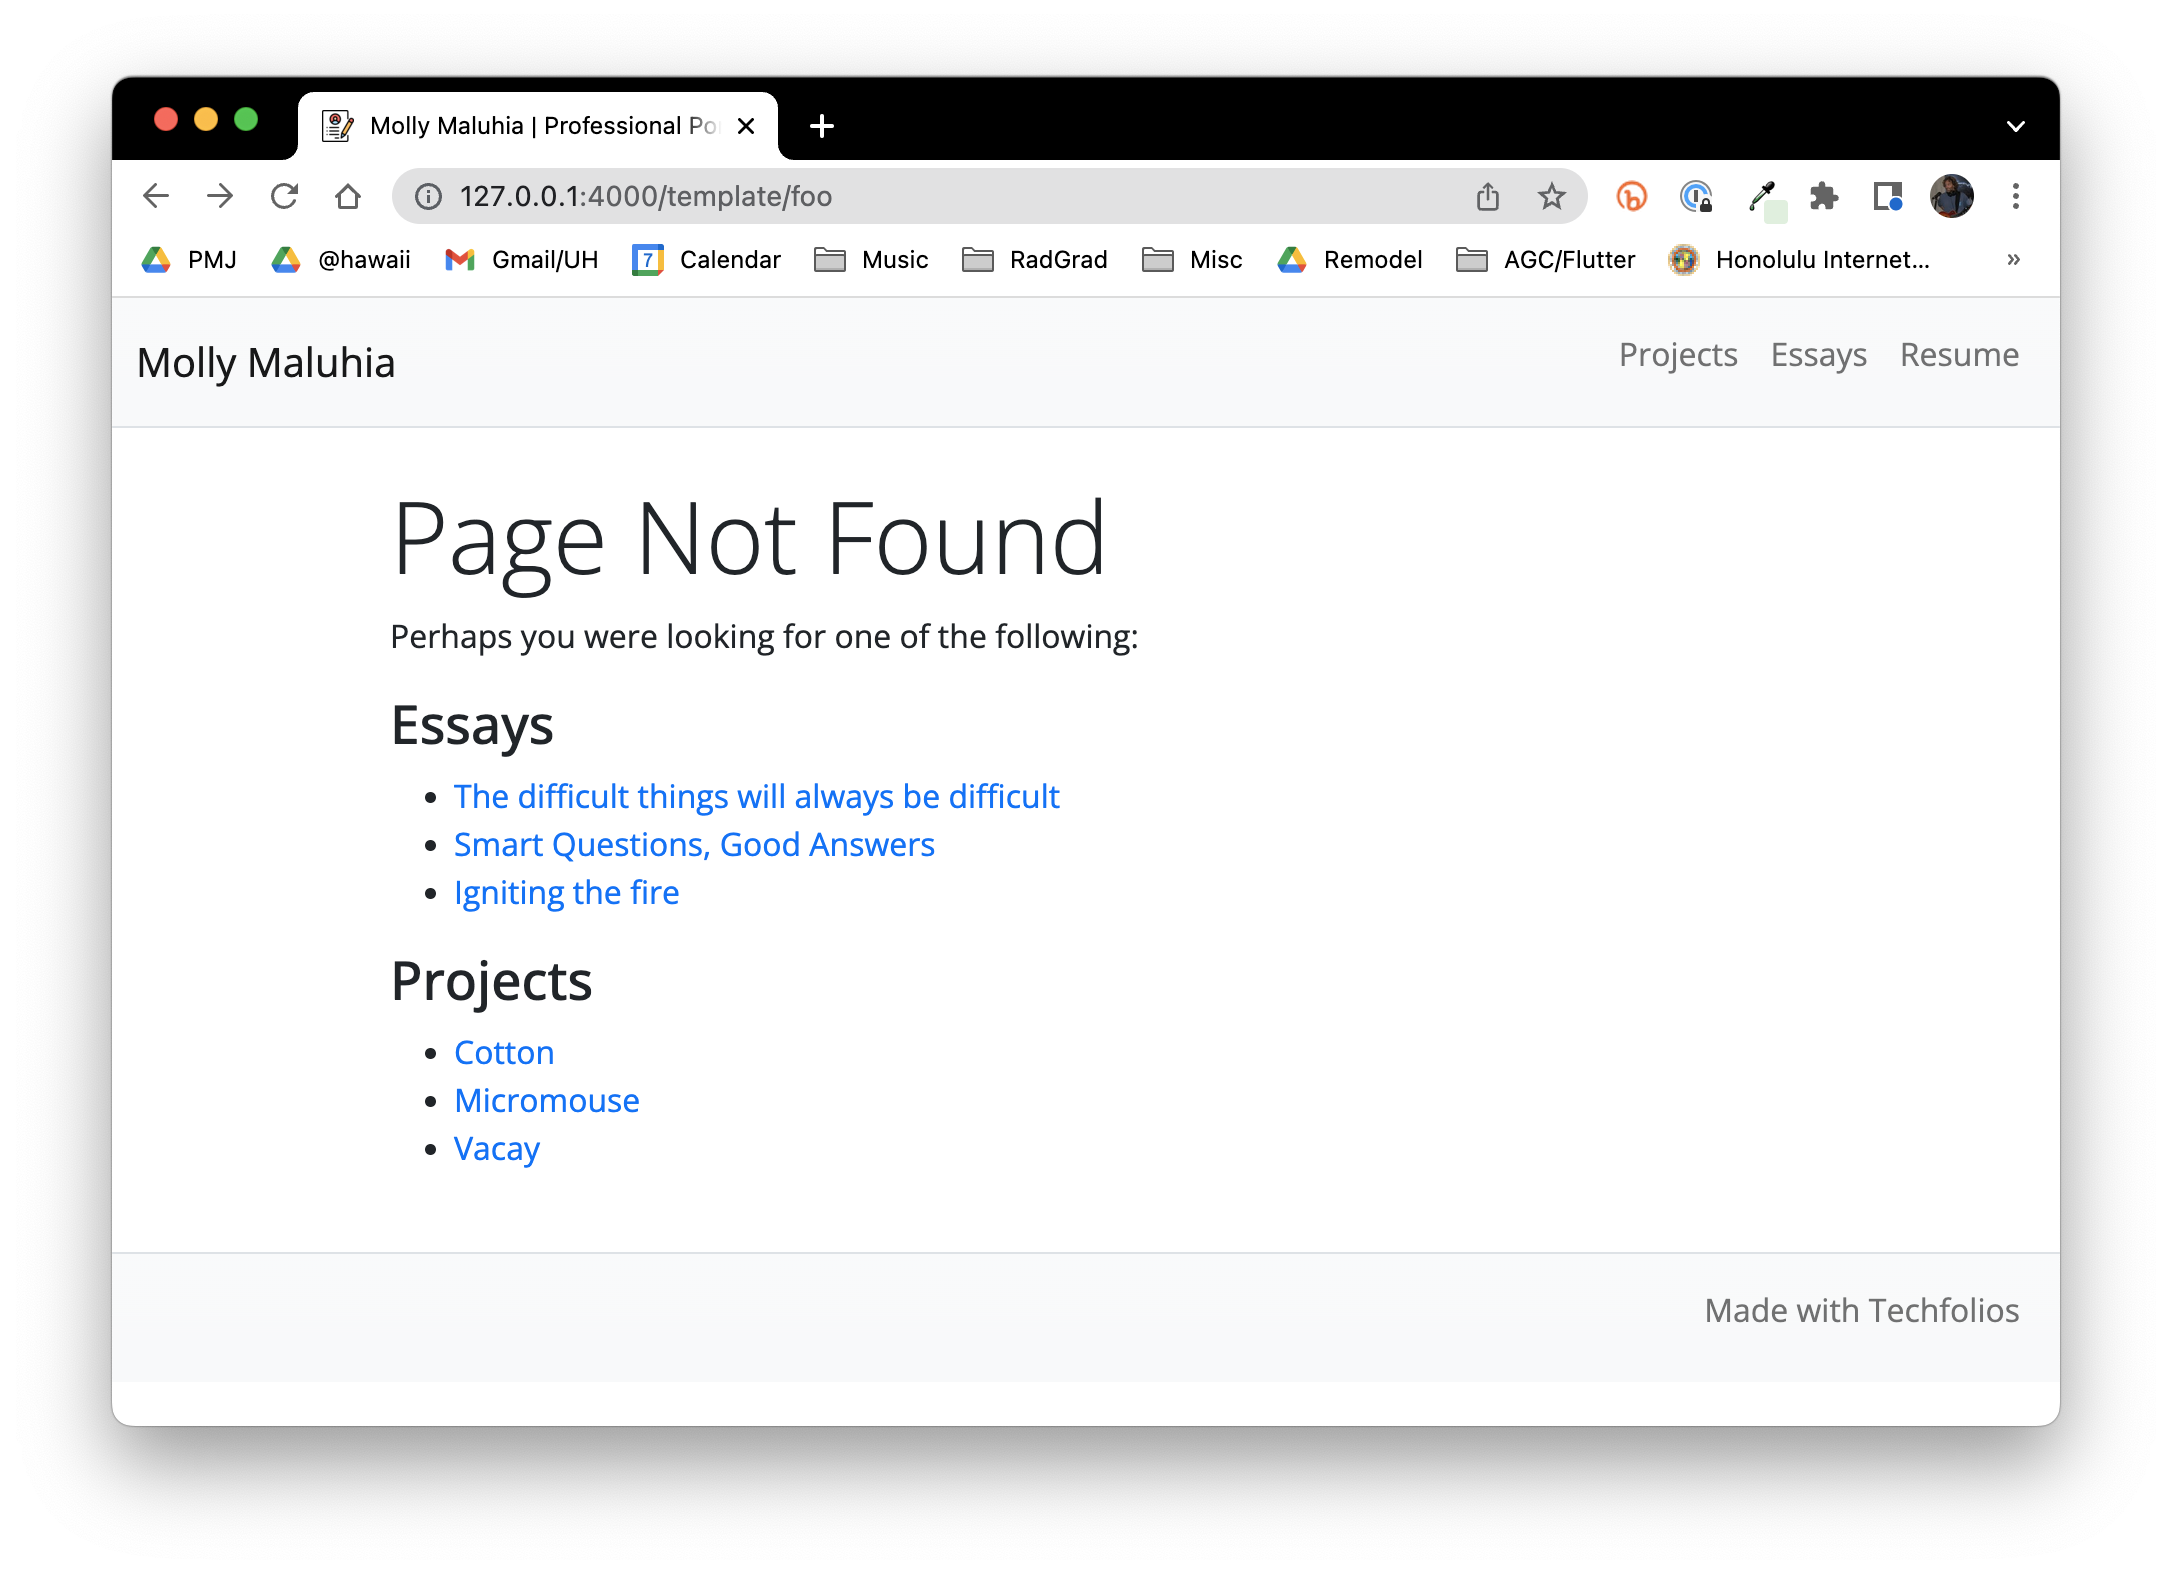 Molly Maluhia | Professional Po
127.0.0.1:4000/template/foo
PMJ @hawaii Gmail/UH 7 Calendar Music RadGrad Misc Remodel AGC/Flutter Honolulu Internet... »
Molly Maluhia Projects Essays Resume
Page Not Found
Perhaps you were looking for one of the following:
Essays
• The difficult things will always be difficult
• Smart Questions, Good Answers
• Igniting the fire
Projects
• Cotton
• Micromouse
• Vacay
Made with Techfolios